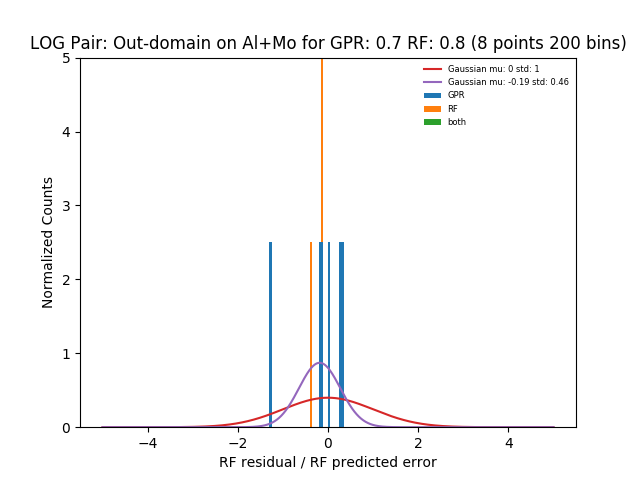 LOG Pair: Out-domain on Al+Mo for GPR: 0.7 RF: 0.8 (8 points 200 bins)
Gaussian mu: 0 std: 1
Gaussian mu: -0.19 std: 0.46
GPR
RF
both
Normalized Counts
5
4
3
2
1
0
−4 −2 0 2 4
RF residual / RF predicted error